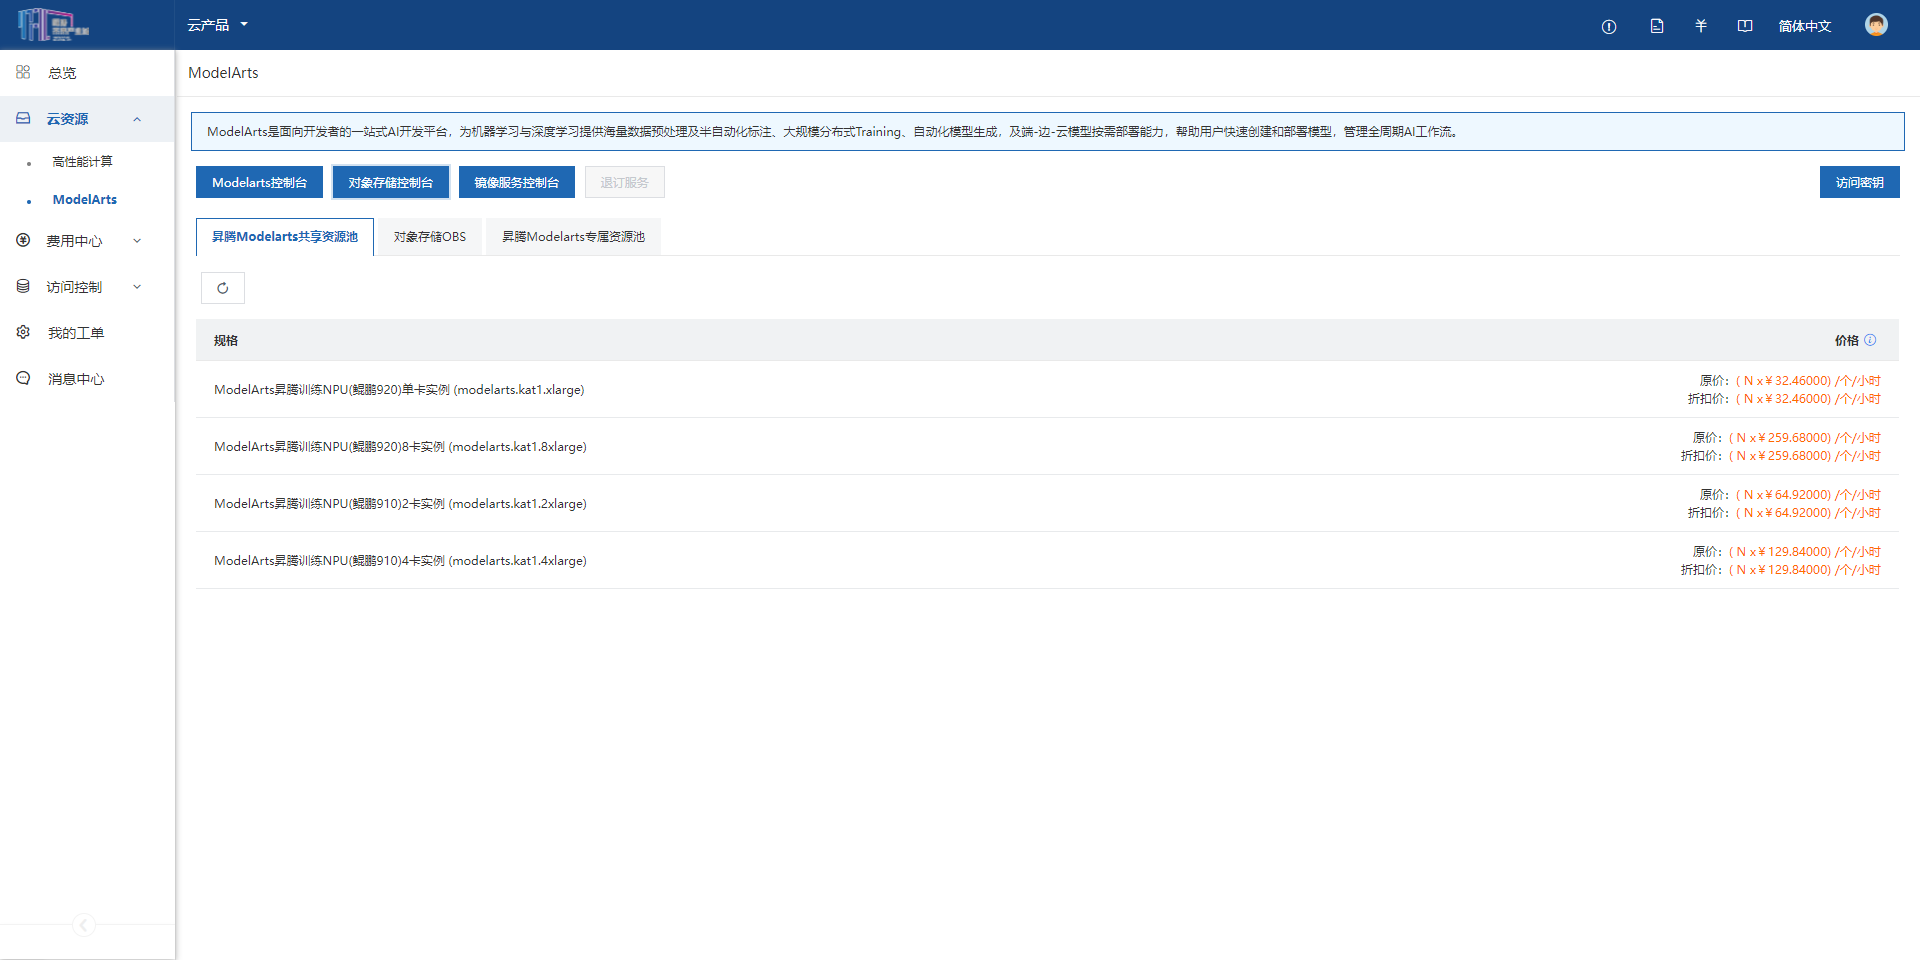 云产品
简体中文
总览
云资源
高性能计算
ModelArts
费用中心
访问控制
我的工单
消息中心
ModelArts
ModelArts是面向开发者的一站式AI开发平台，为机器学习与深度学习提供海量数据预处理及半自动化标注、大规模分布式Training、自动化模型生成，及端-边-云模型按需部署能力，帮助用户快速创建和部署模型，管理全周期AI工作流。
Modelarts控制台 对象存储控制台 镜像服务控制台 退订服务 访问密钥
昇腾Modelarts共享资源池 对象存储OBS 昇腾Modelarts专属资源池
规格 价格
ModelArts昇腾训练NPU(鲲鹏920)单卡实例 (modelarts.kat1.xlarge)
原价：( N x ¥ 32.46000) /个/小时
折扣价：( N x ¥ 32.46000) /个/小时
ModelArts昇腾训练NPU(鲲鹏920)8卡实例 (modelarts.kat1.8xlarge)
原价：( N x ¥ 259.68000) /个/小时
折扣价：( N x ¥ 259.68000) /个/小时
ModelArts昇腾训练NPU(鲲鹏910)2卡实例 (modelarts.kat1.2xlarge)
原价：( N x ¥ 64.92000) /个/小时
折扣价：( N x ¥ 64.92000) /个/小时
ModelArts昇腾训练NPU(鲲鹏910)4卡实例 (modelarts.kat1.4xlarge)
原价：( N x ¥ 129.84000) /个/小时
折扣价：( N x ¥ 129.84000) /个/小时